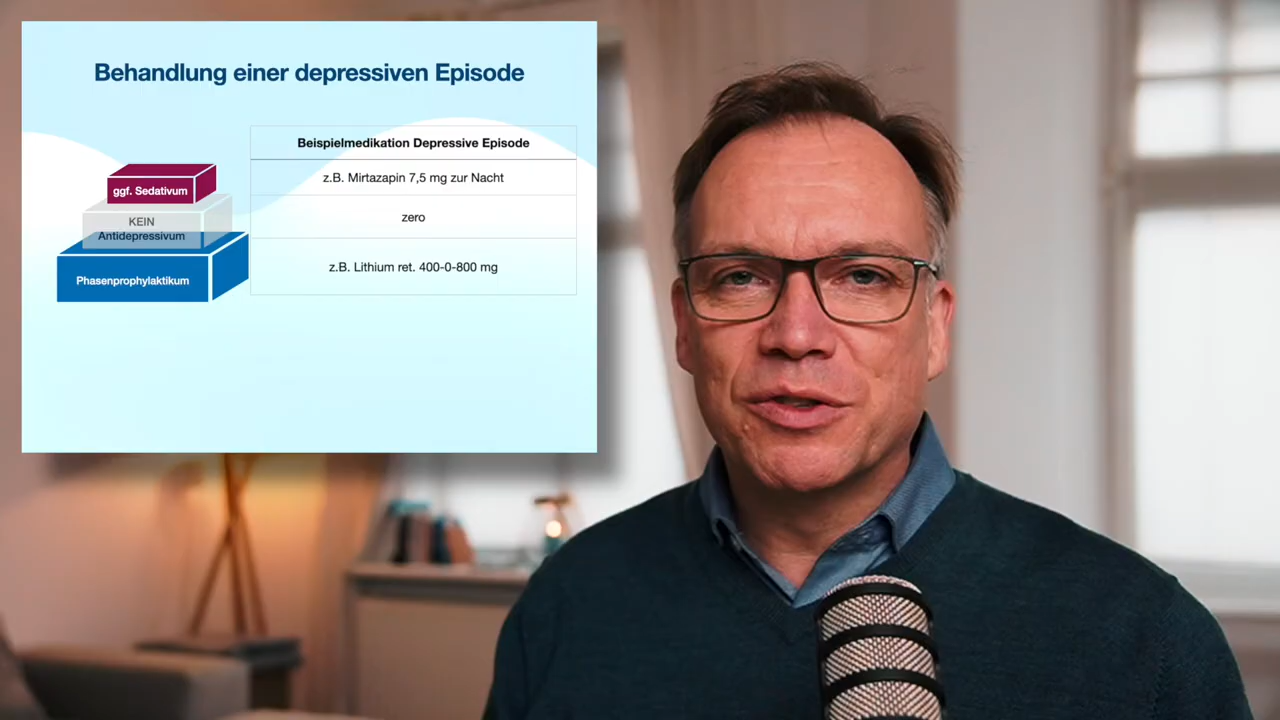 Behandlung einer depressiven Episode
Beispielmedikation Depressive Episode
ggf. Sedativum
z.B. Mirtazapin 7,5 mg zur Nacht
KEIN
Antidepressivum
zero
Phasenprophylaktikum
z.B. Lithium ret. 400-0-800 mg